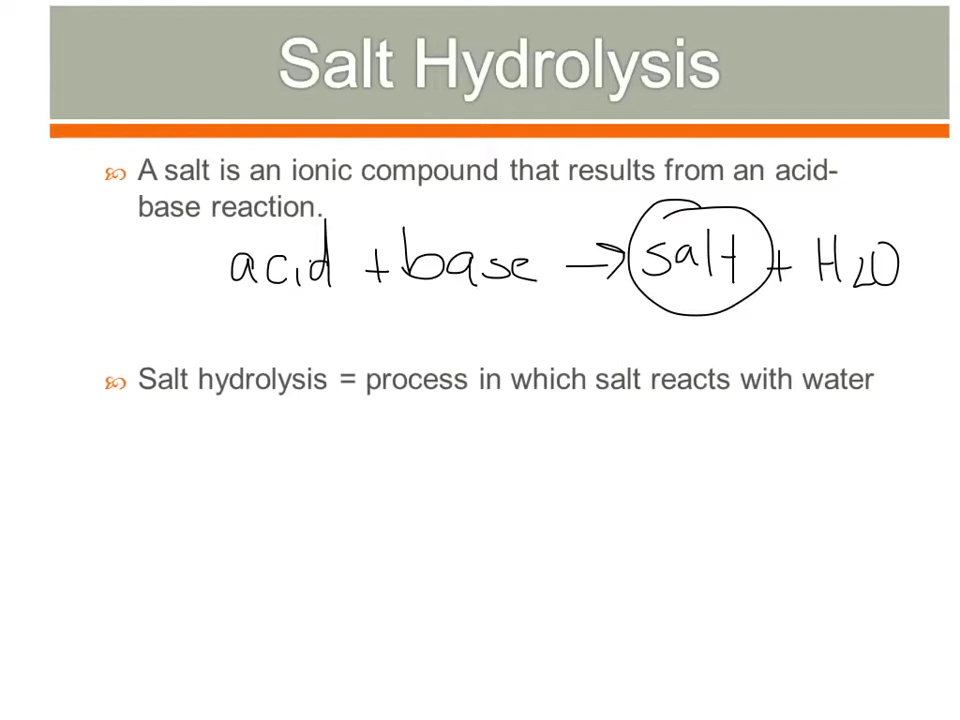 Salt Hydrolysis
A salt is an ionic compound that results from an acid-
base reaction.
acid + base → salt + H2O
Salt hydrolysis = process in which salt reacts with water